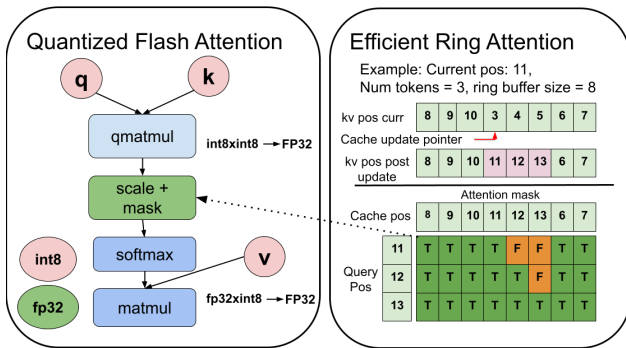 Quantized Flash Attention
q
k
qmatmul
int8xint8 → FP32
scale +
mask
softmax
int8
v
fp32
matmul
fp32xint8 → FP32
Efficient Ring Attention
Example: Current pos: 11,
Num tokens = 3, ring buffer size = 8
kv pos curr 8 9 10 3 4 5 6 7
Cache update pointer
kv pos post
update
8 9 10 11 12 13 6 7
Attention mask
Cache pos 8 9 10 11 12 13 6 7
Query
Pos
11 T T T T F F T T
12 T T T T T F T T
13 T T T T T T T T